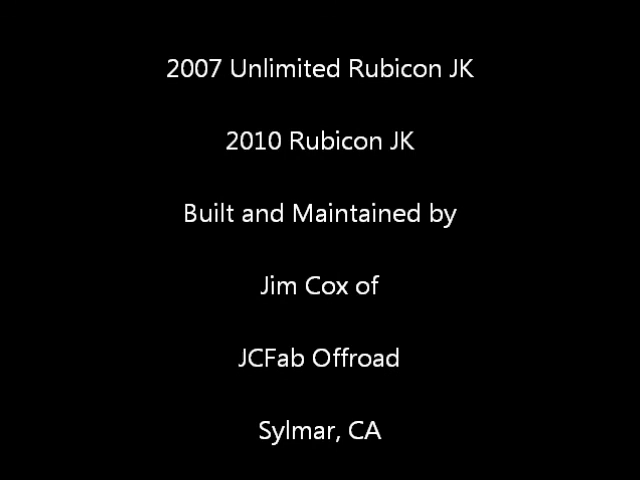 2007 Unlimited Rubicon JK
2010 Rubicon JK
Built and Maintained by
Jim Cox of
JCFab Offroad
Sylmar, CA